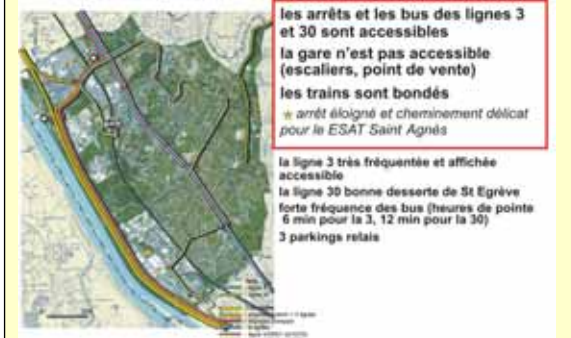 les arrêts et les bus des lignes 3
et 30 sont accessibles
la gare n'est pas accessible
(escaliers, point de vente)
les trains sont bondés
arrêt éloigné et cheminement délicat
pour le ESAT Saint Agnès
la ligne 3 très fréquentée et affichée
accessible
la ligne 30 bonne desserte de St Egrève
forte fréquence des bus (heures de pointe
6 min pour la 3, 12 min pour la 30)
3 parkings relais